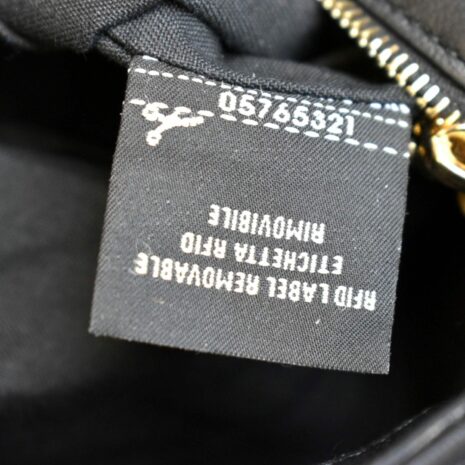 05765321
RFID LABEL REMOVABLE
ETICHETTA RFID
RIMOVIBILE